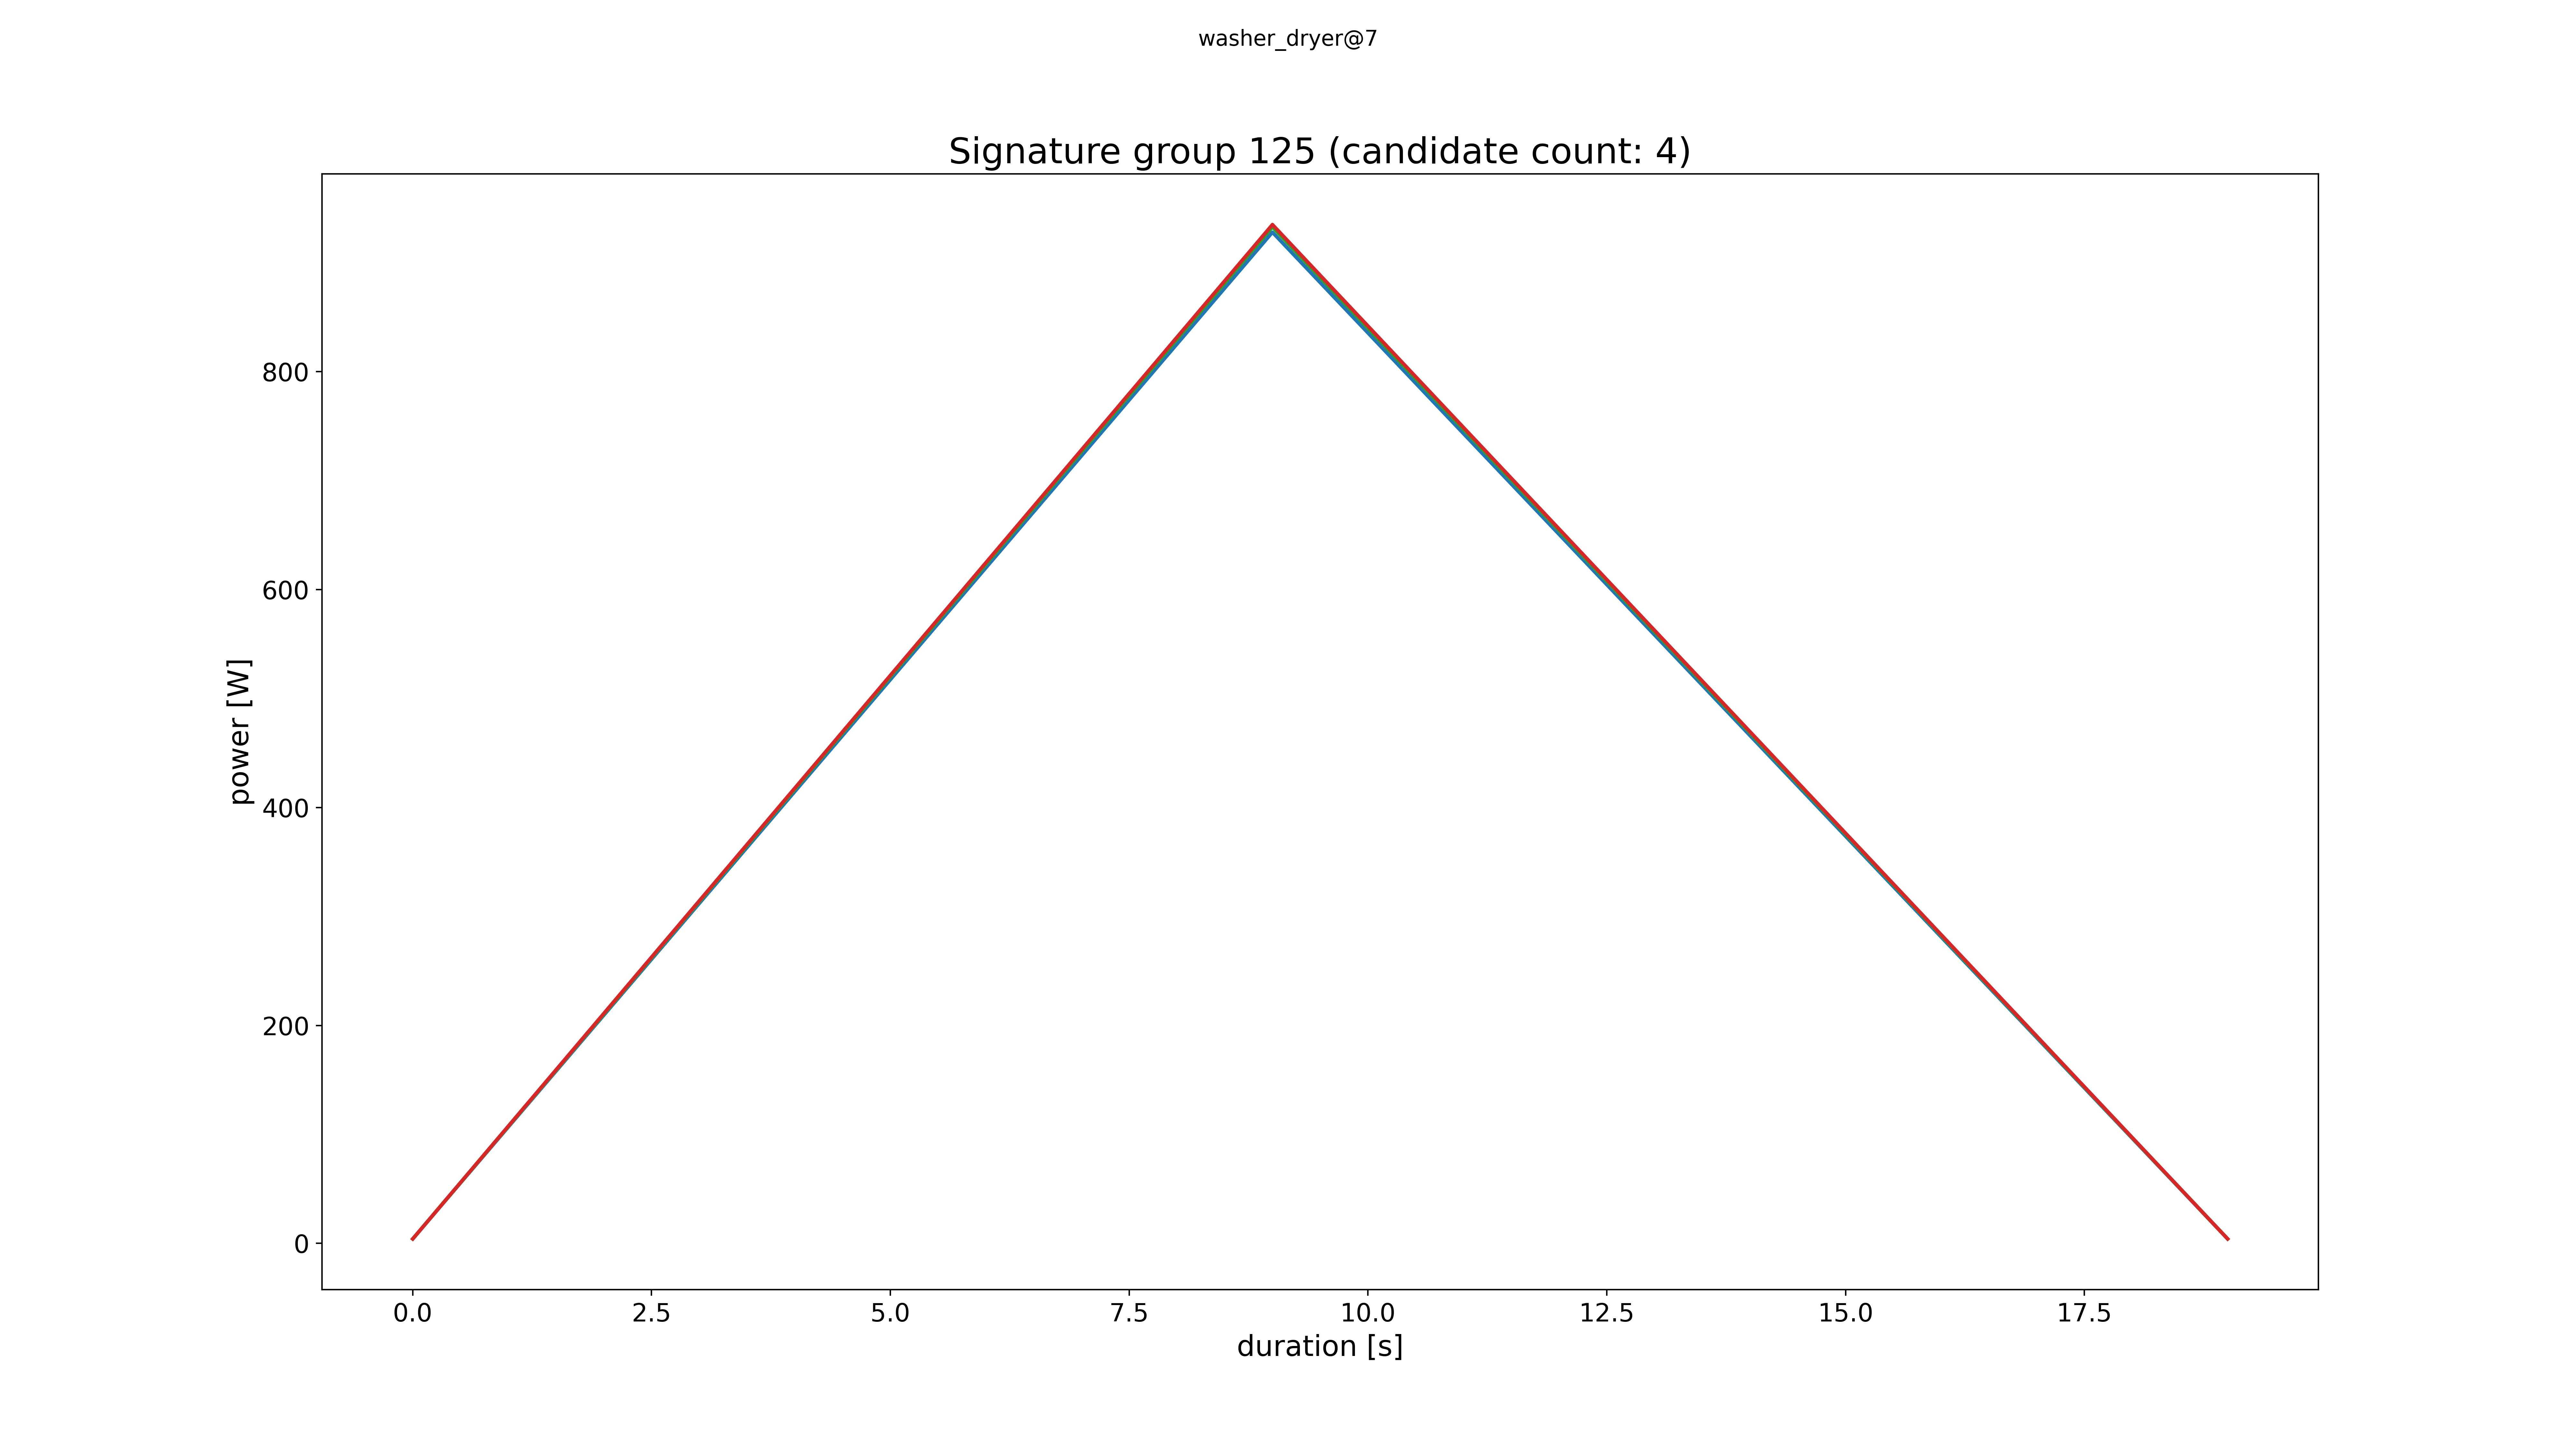 washer_dryer@7
Signature group 125 (candidate count: 4)
800
600
400
200
0
power [W]
0.0 2.5 5.0 7.5 10.0 12.5 15.0 17.5
duration [s]